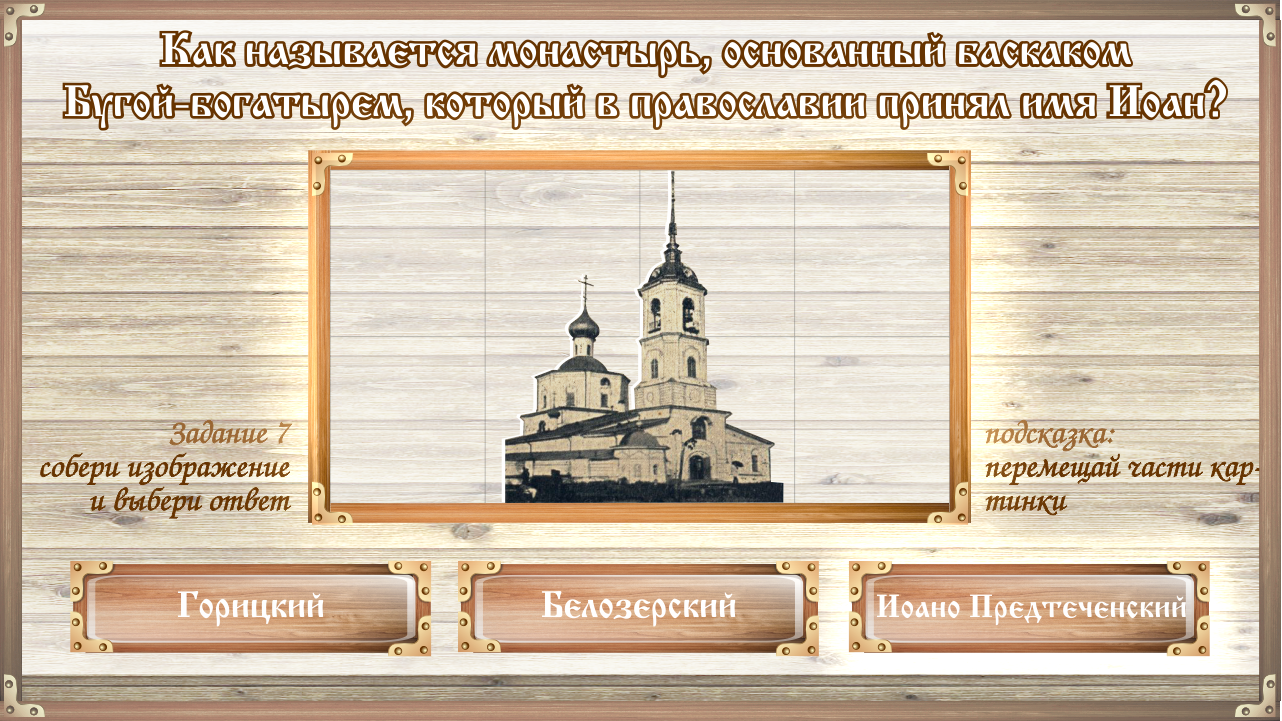 Как называется монастырь, основанный баскаком
Бугой-богатырем, который в православии принял имя Иоан?
Задание 7
собери изображение
и выбери ответ
подсказка:
перемещай части кар-
тинки
Горицкий
Белозерский
Иоано Предтеченский